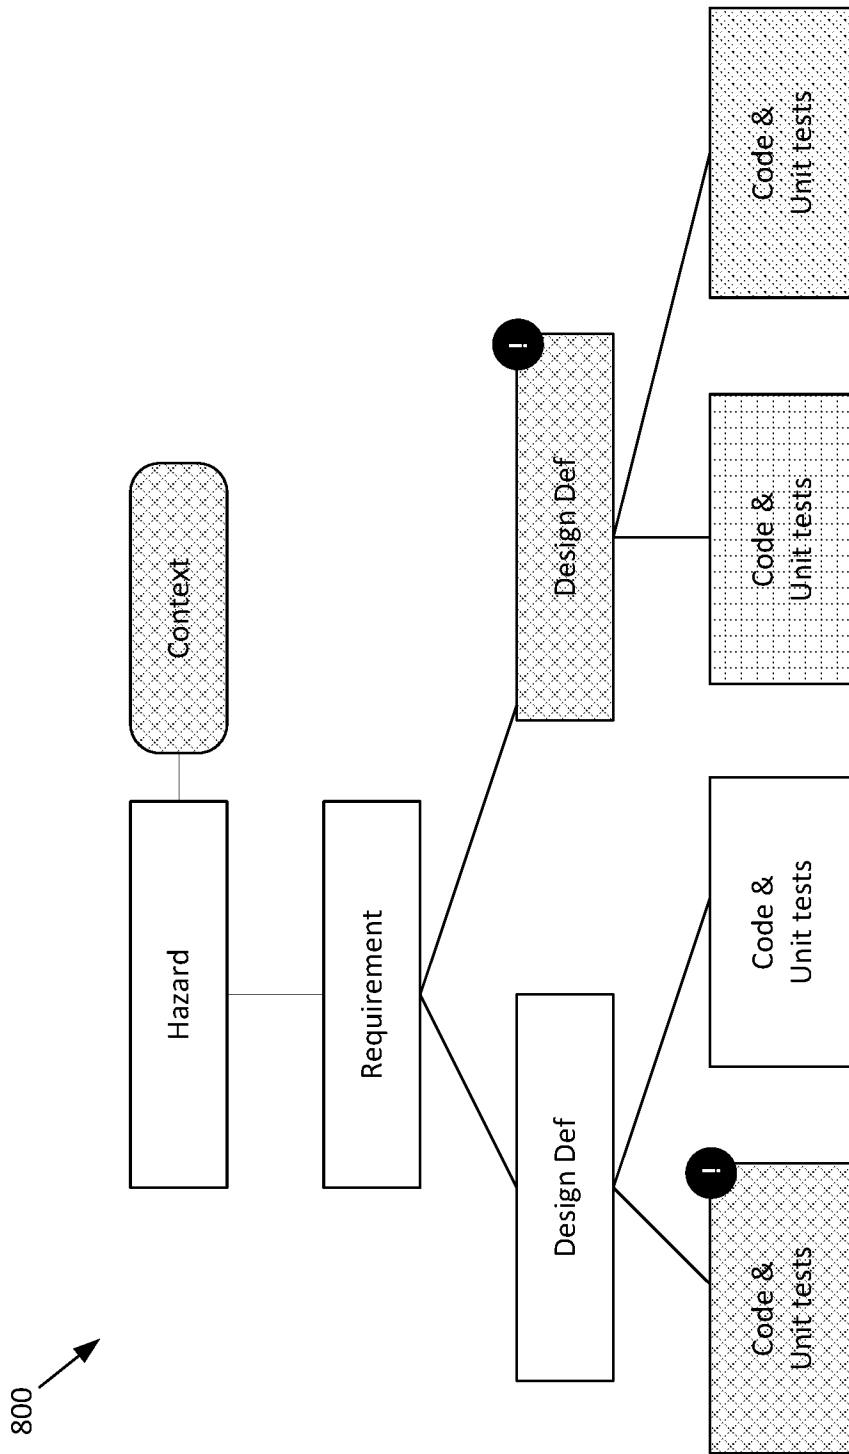 800
Hazard
Context
Requirement
Design Def
i
Design Def
i
Code &
Unit tests
Code &
Unit tests
Code &
Unit tests
Code &
Unit tests